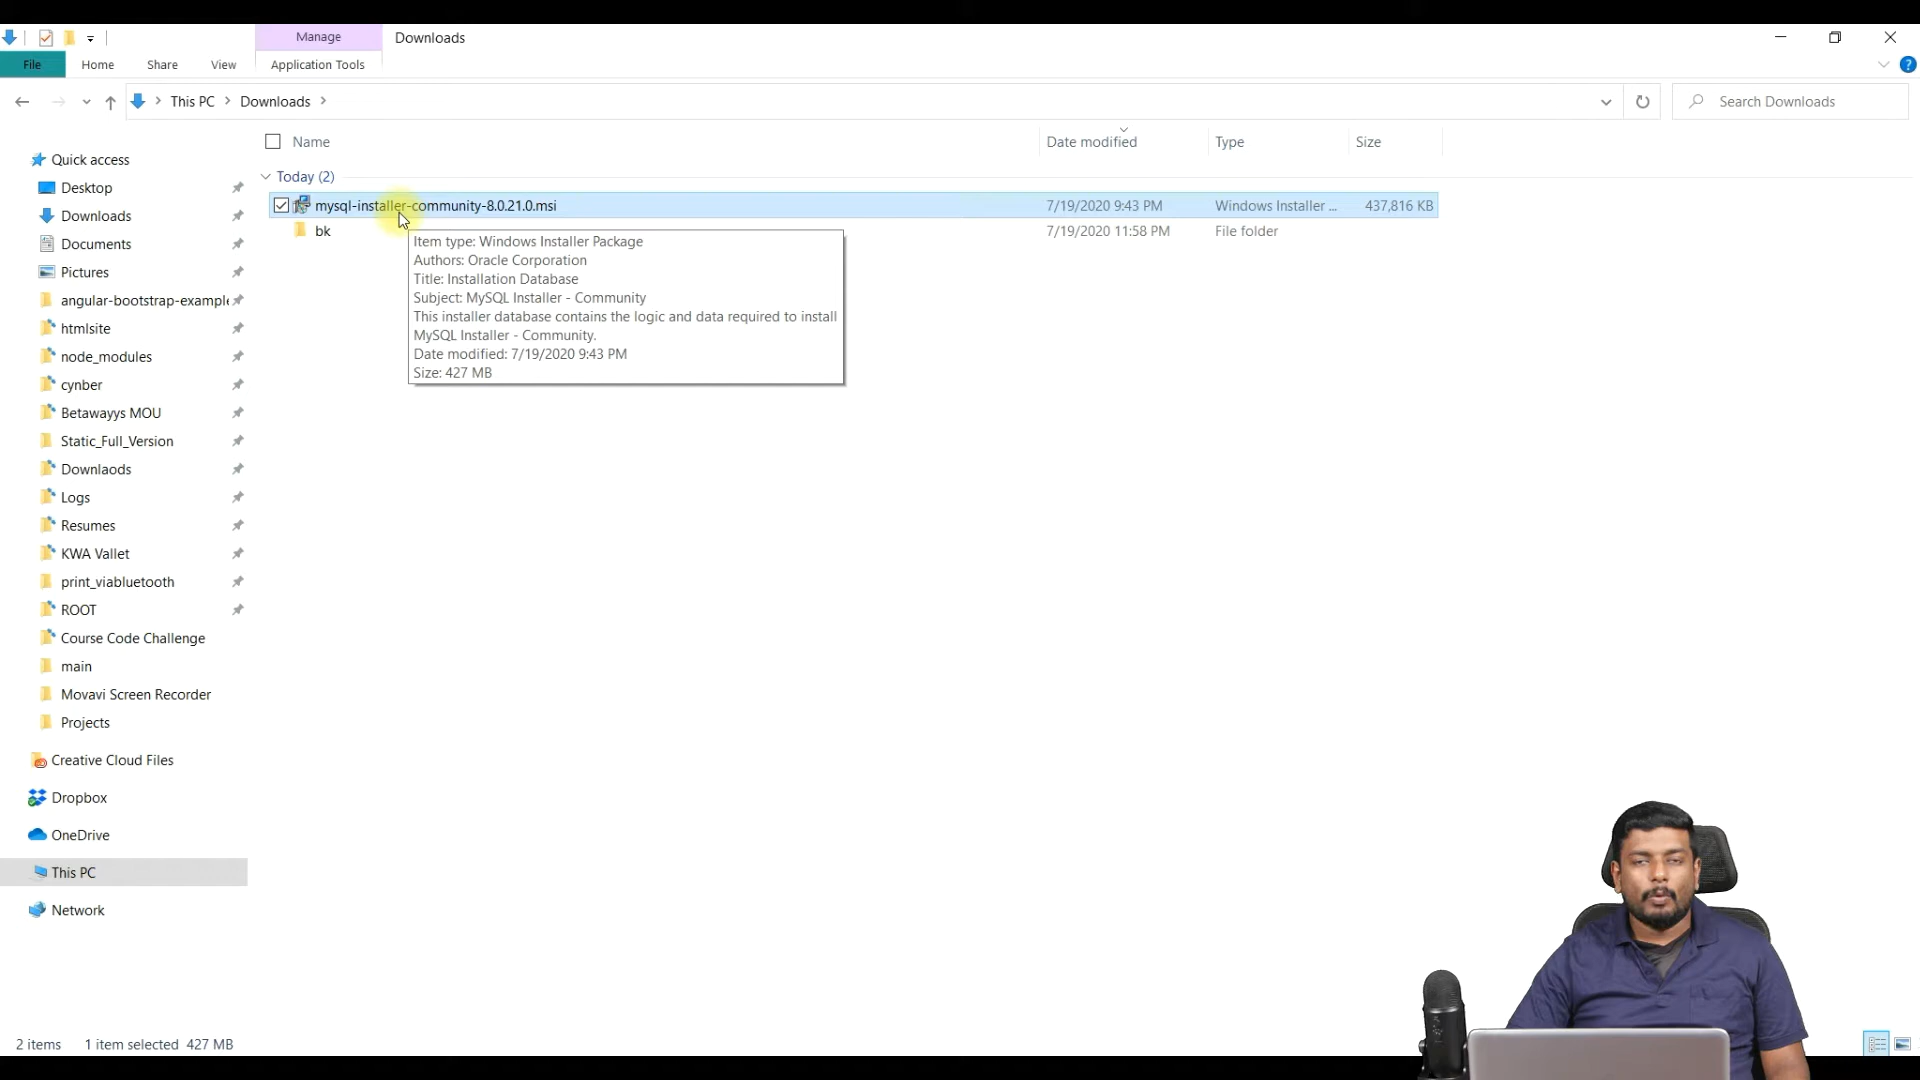 Manage
Downloads
File
Home
Share
View
Application Tools
This PC
Downloads
Search Downloads
Name
Date modified
Type
Size
Today (2)
mysql-installer-community-8.0.21.0.msi
7/19/2020 9:43 PM
Windows Installer ...
437,816 KB
bk
7/19/2020 11:58 PM
File folder
Item type: Windows Installer Package
Authors: Oracle Corporation
Title: Installation Database
Subject: MySQL Installer - Community
This installer database contains the logic and data required to install
MySQL Installer - Community.
Date modified: 7/19/2020 9:43 PM
Size: 427 MB
Quick access
Desktop
Downloads
Documents
Pictures
angular-bootstrap-example
htmlsite
node_modules
cynber
Betawayys MOU
Static_Full_Version
Downlaods
Logs
Resumes
KWA Vallet
print_viabluetooth
ROOT
Course Code Challenge
main
Movavi Screen Recorder
Projects
Creative Cloud Files
Dropbox
OneDrive
This PC
Network
2 items
1 item selected 427 MB